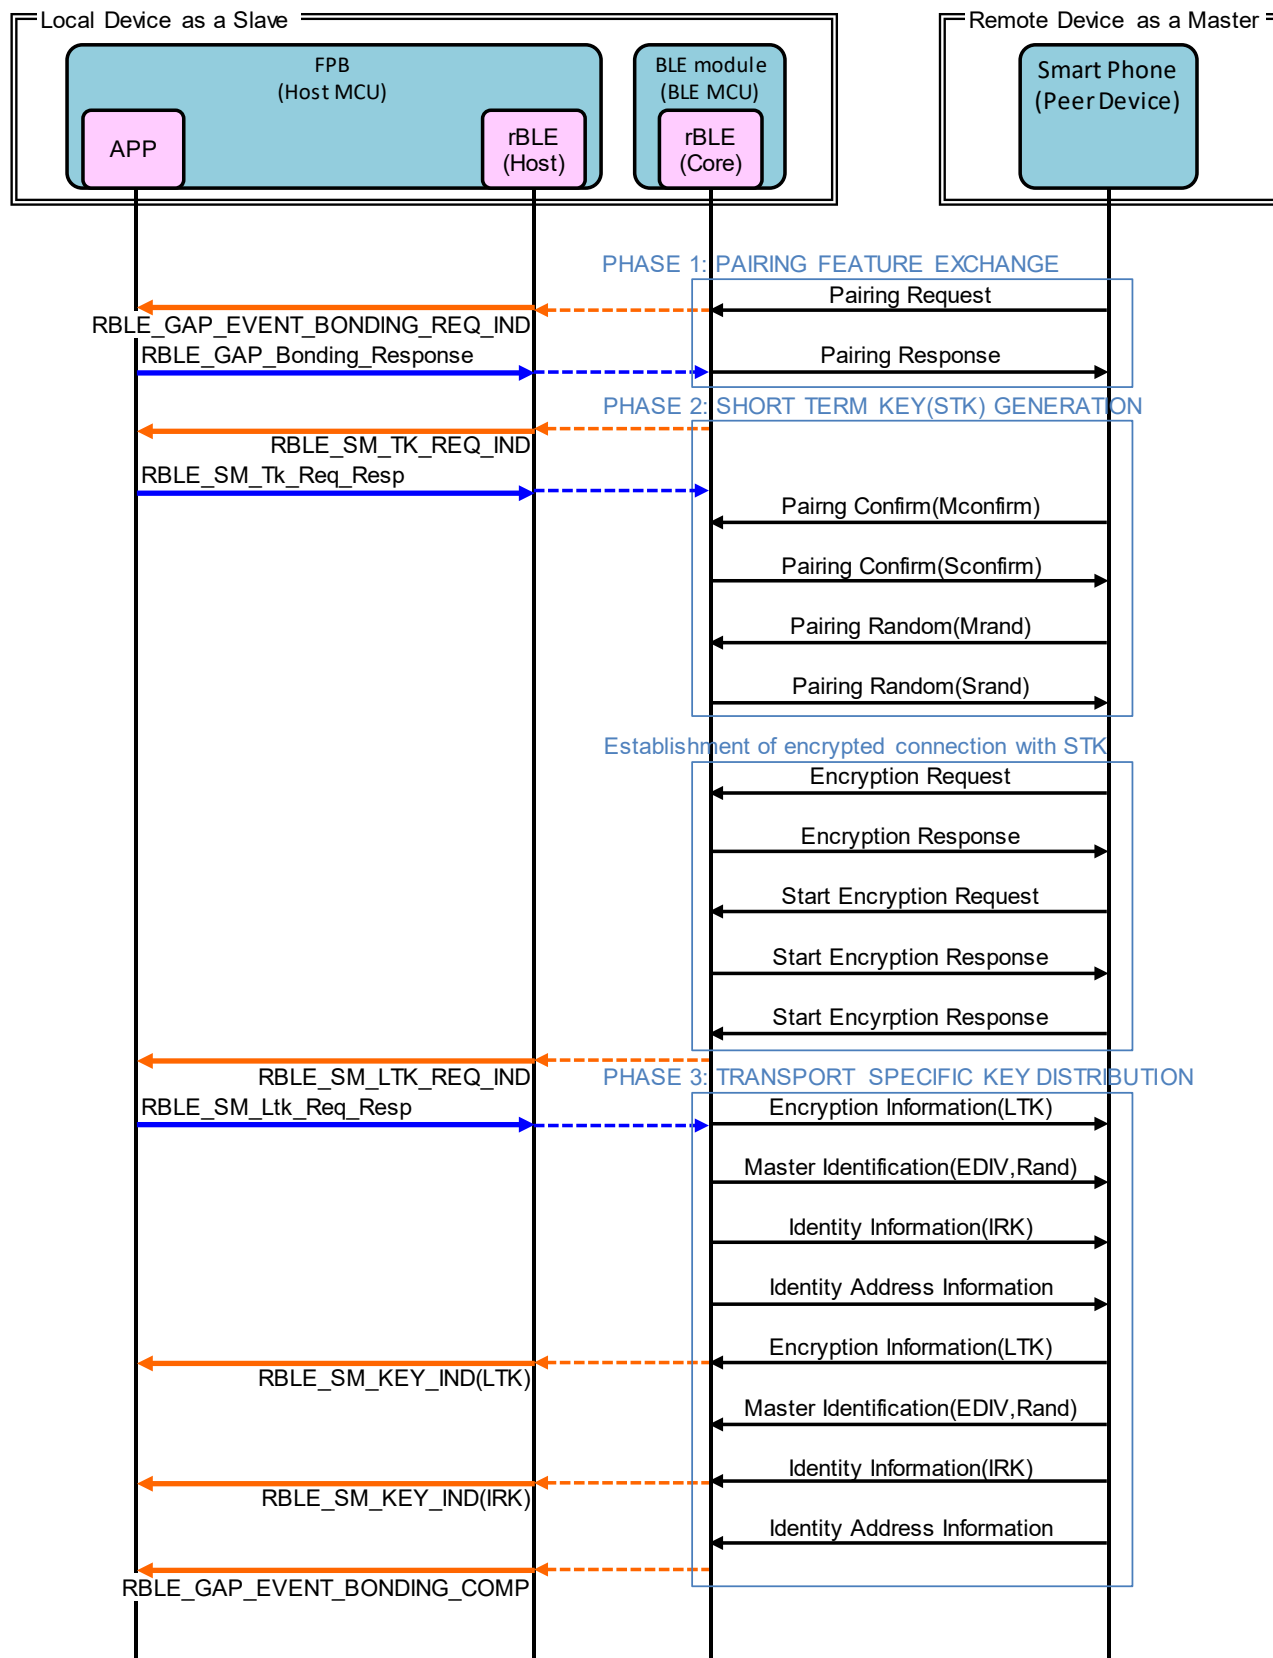 Local Device as a Slave
Remote Device as a Master
FPB
(Host MCU)
BLE module
(BLE MCU)
Smart Phone
(Peer Device)
APP
rBLE
(Host)
rBLE
(Core)
PHASE 1: PAIRING FEATURE EXCHANGE
Pairing Request
RBLE_GAP_EVENT_BONDING_REQ_IND
RBLE_GAP_Bonding_Response
Pairing Response
PHASE 2: SHORT TERM KEY(STK) GENERATION
RBLE_SM_TK_REQ_IND
RBLE_SM_Tk_Req_Resp
Pairng Confirm(Mconfirm)
Pairing Confirm(Sconfirm)
Pairing Random(Mrand)
Pairing Random(Srand)
Establishment of encrypted connection with STK
Encryption Request
Encryption Response
Start Encryption Request
Start Encryption Response
Start Encyrption Response
RBLE_SM_LTK_REQ_IND
PHASE 3: TRANSPORT SPECIFIC KEY DISTRIBUTION
RBLE_SM_Ltk_Req_Resp
Encryption Information(LTK)
Master Identification(EDIV,Rand)
Identity Information(IRK)
Identity Address Information
Encryption Information(LTK)
RBLE_SM_KEY_IND(LTK)
Master Identification(EDIV,Rand)
Identity Information(IRK)
RBLE_SM_KEY_IND(IRK)
Identity Address Information
RBLE_GAP_EVENT_BONDING_COMP